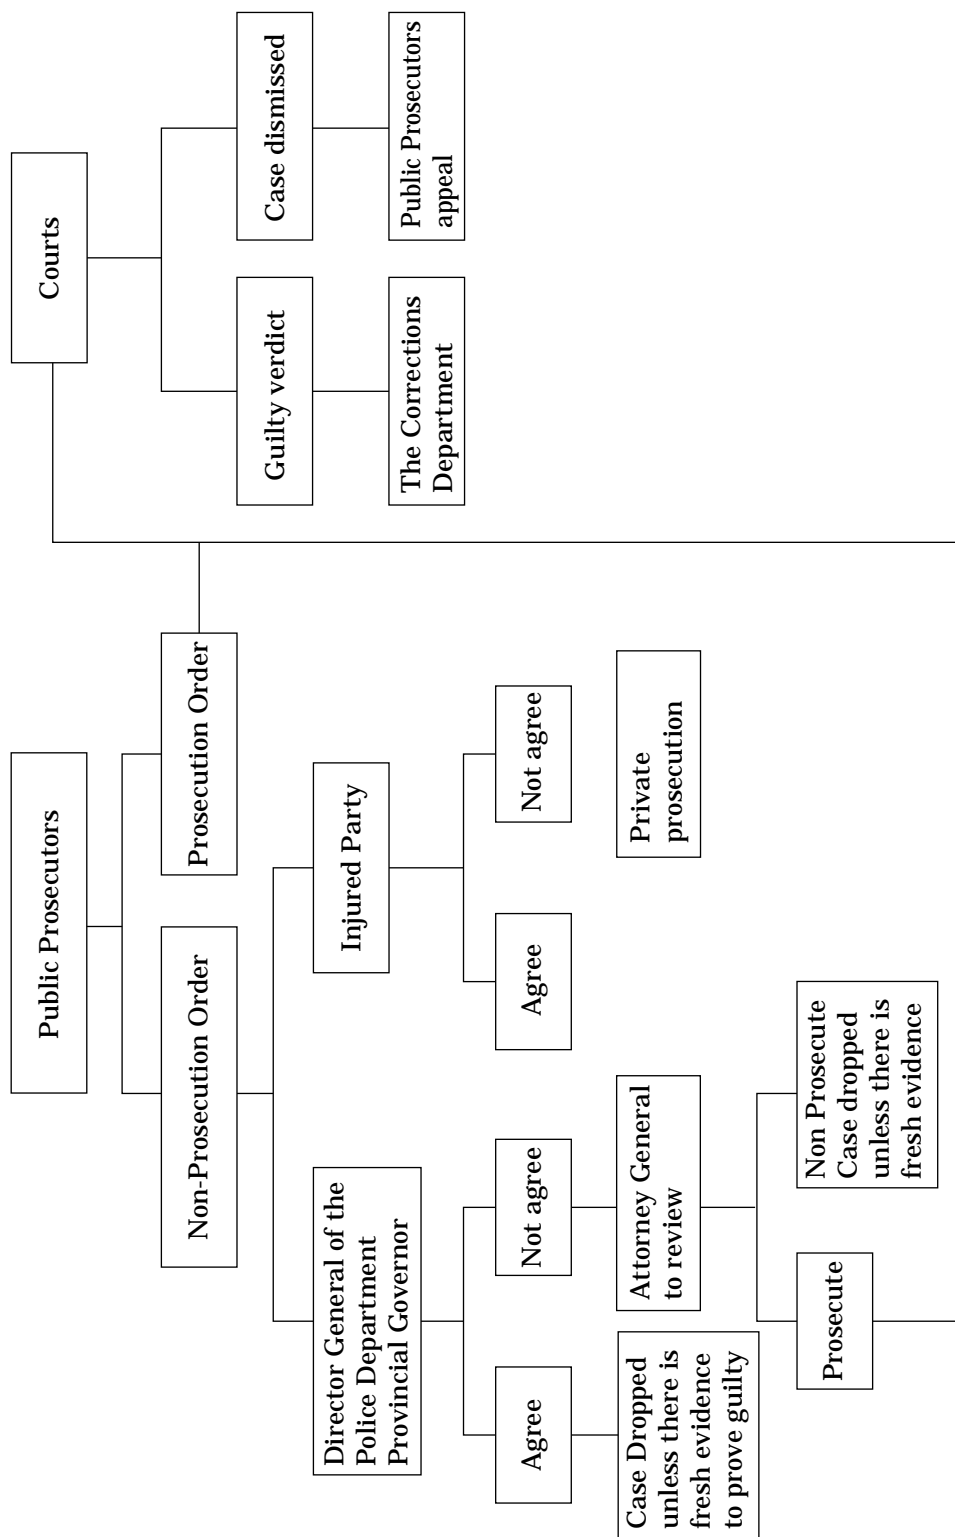 Public Prosecutors
Courts
Non-Prosecution Order
Prosecution Order
Guilty verdict
Case dismissed
Director General of the
Police Department
Provincial Governor
Injured Party
The Corrections
Department
Public Prosecutors
appeal
Agree
Not agree
Agree
Not agree
Case Dropped
unless there is
fresh evidence
to prove guilty
Attorney General
to review
Private
prosecution
Prosecute
Non Prosecute
Case dropped
unless there is
fresh evidence